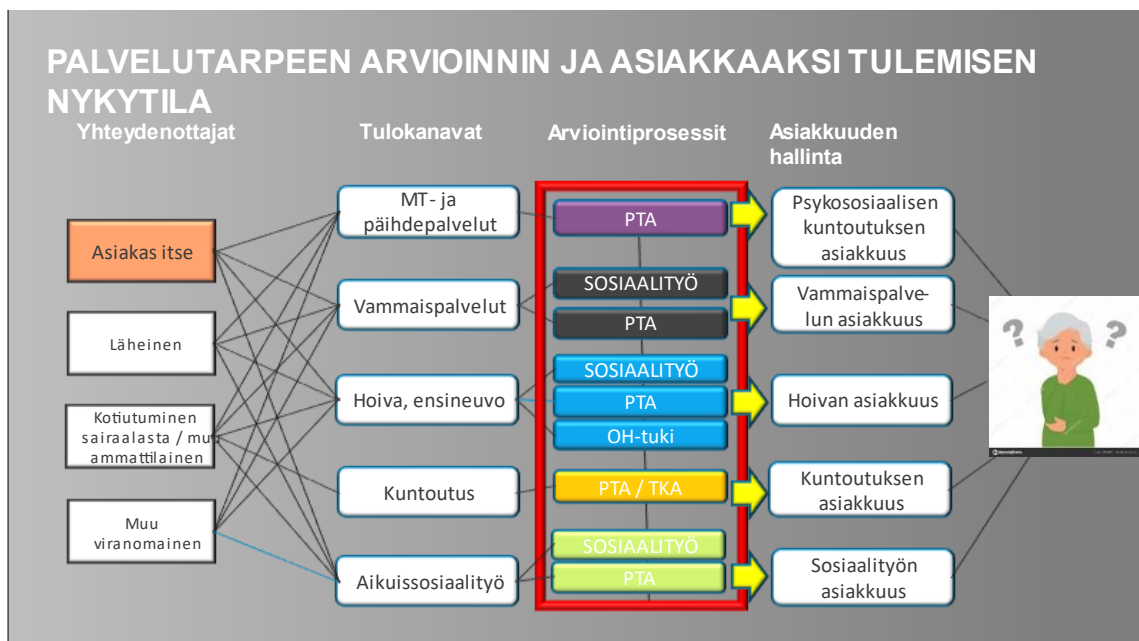 PALVELUTARPEEN ARVIOINNIN JA ASIAKKAAKSI TULEMISEN
NYKYTILA
Yhteydenottajat
Tulokanavat
Arviointiprosessit
Asiakkuuden
hallinta
Asiakas itse
Läheinen
Kotiutuminen
sairaalasta / muu
ammattilainen
Muu
viranomainen
MT- ja
päihdepalvelut
Vammaispalvelut
Hoiva, ensineuvo
Kuntoutus
Aikuissosiaalityö
PTA
SOSIAALITYÖ
PTA
SOSIAALITYÖ
PTA
OH-tuki
PTA / TKA
SOSIAALITYÖ
PTA
Psykososiaalisen
kuntoutuksen
asiakkuus
Vammaispalve-
lun asiakkuus
Hoivan asiakkuus
Kuntoutuksen
asiakkuus
Sosiaalityön
asiakkuus
? ?